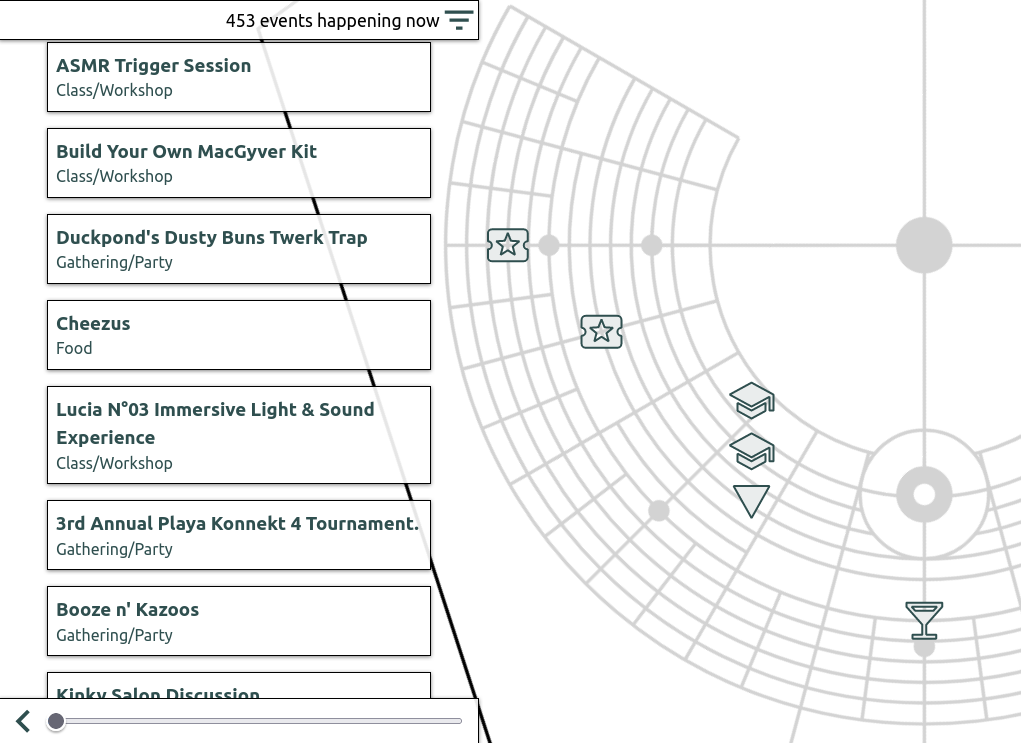 453 events happening now
ASMR Trigger Session
Class/Workshop
Build Your Own MacGyver Kit
Class/Workshop
Duckpond's Dusty Buns Twerk Trap
Gathering/Party
Cheezus
Food
Lucia N°03 Immersive Light & Sound
Experience
Class/Workshop
3rd Annual Playa Konnekt 4 Tournament.
Gathering/Party
Booze n' Kazoos
Gathering/Party
Kinky Salon Discussion